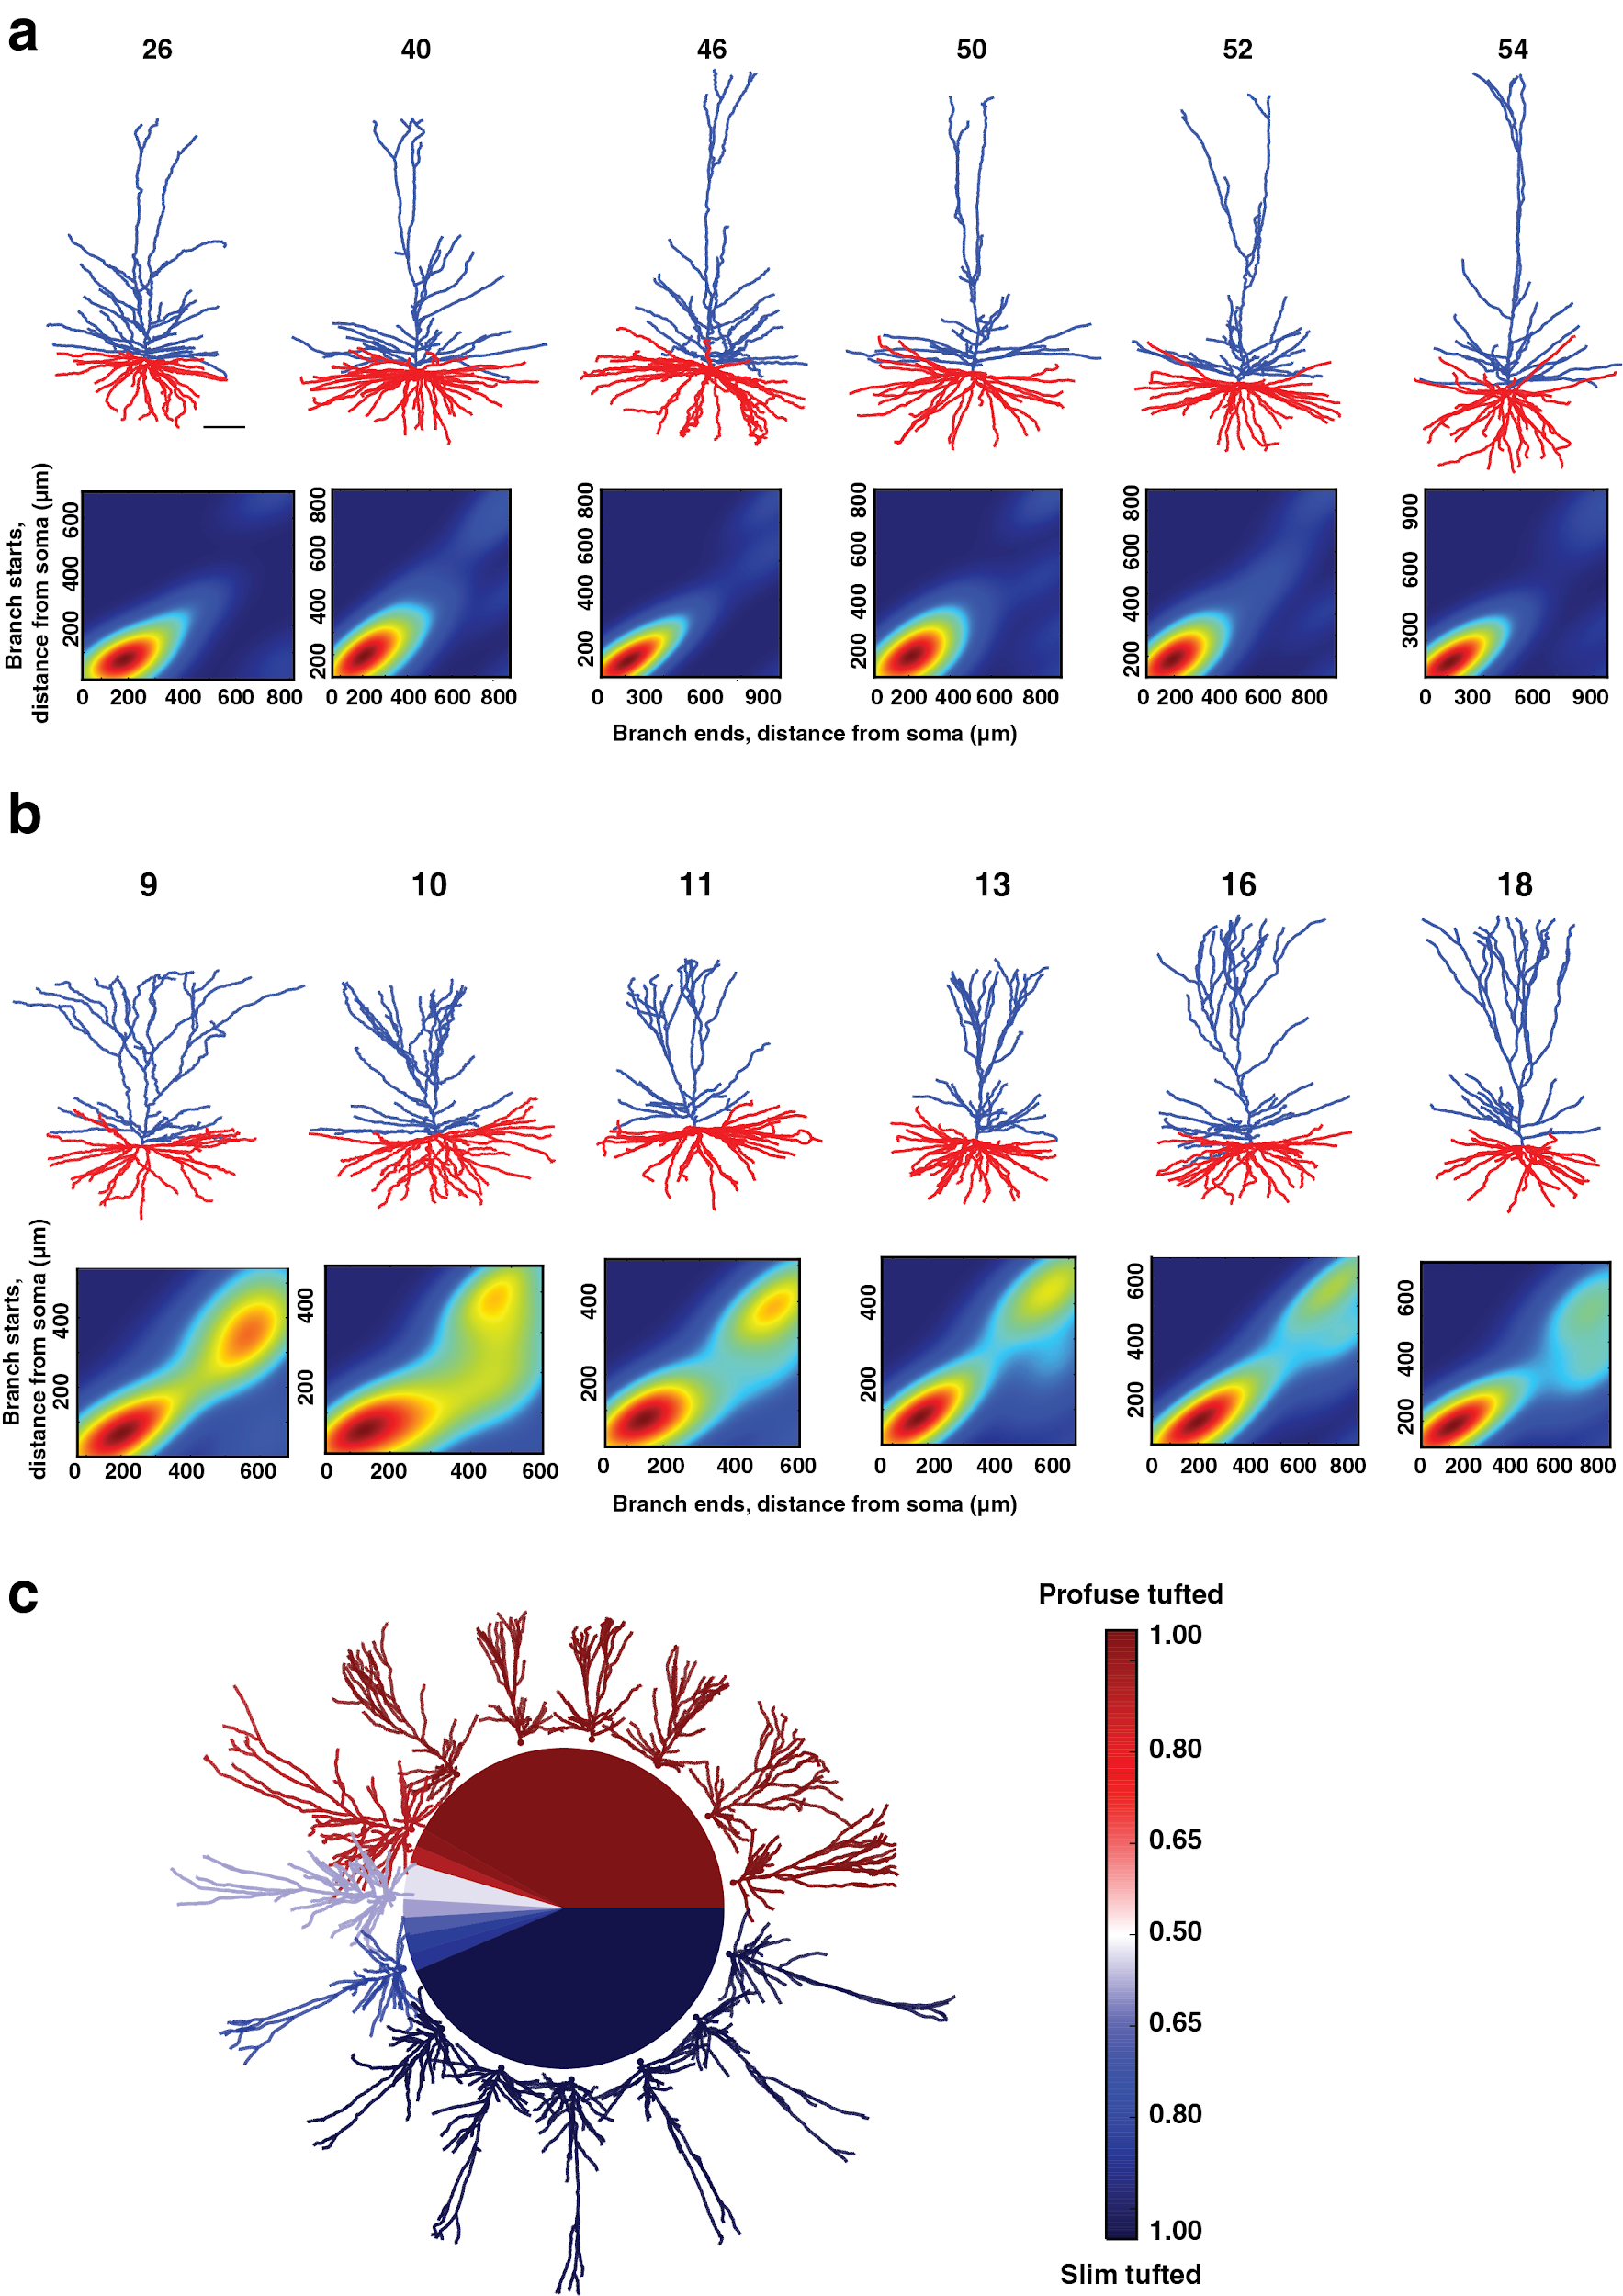 a
26 40 46 50 52 54
Branch starts,
distance from soma (µm)
200 400 600
0 200 400 600 800
200 400 600 800
0 200 400 600 800
200 400 600 800
0 300 600 900
200 400 600 800
0 200 400 600 800
200 400 600 800
0 200 400 600 800
300 600 900
0 300 600 900
Branch ends, distance from soma (µm)
b
9 10 11 13 16 18
Branch starts,
distance from soma (µm)
200 400
0 200 400 600
200 400
0 200 400 600
200 400
0 200 400 600
200 400
0 200 400 600
200 400 600
0 200 400 600 800
200 400 600
0 200 400 600 800
Branch ends, distance from soma (µm)
c
Profuse tufted
1.00
0.80
0.65
0.50
0.65
0.80
1.00
Slim tufted